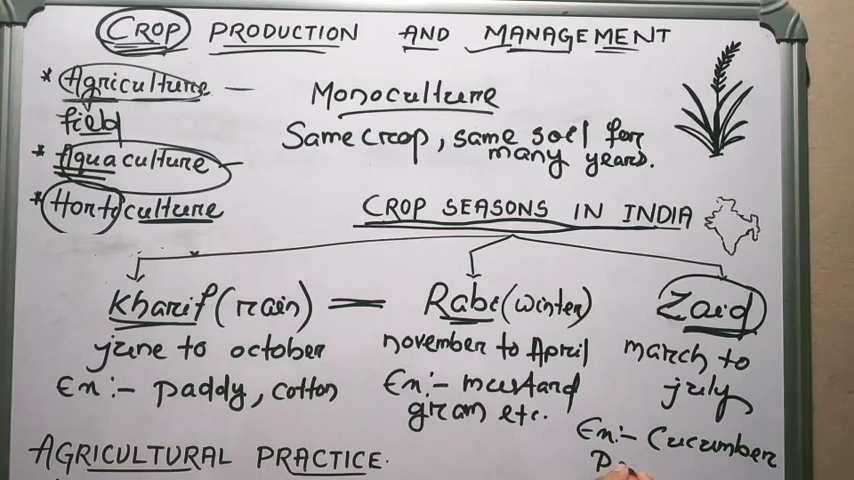 CROP PRODUCTION AND MANAGEMENT
* Agriculture —
field
* Aquaculture —
* Horticulture
Monoculture
Same crop, same soil for
many years.
CROP SEASONS IN INDIA
Kharif (rain)
june to october
Ex:- paddy, cotton
Rabi (winter)
november to April
Ex:- mustard
gram etc.
Zaid
march to
july
Ex:- Cucumber
P
AGRICULTURAL PRACTICE.